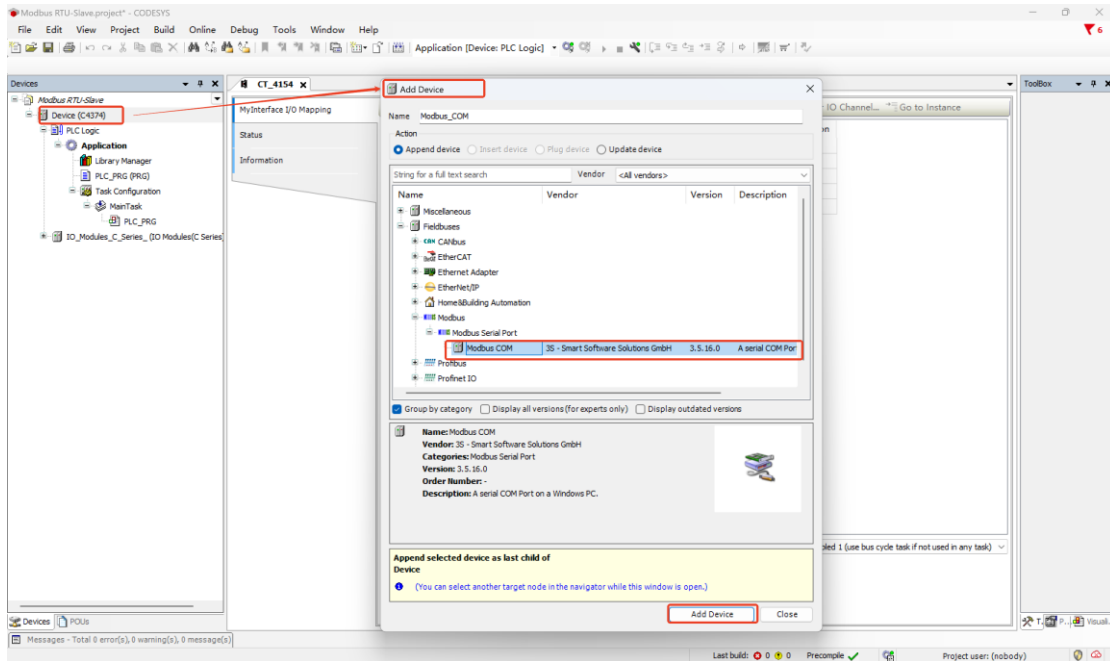 Modbus RTU-Slave.project* - CODESYS
File Edit View Project Build Online Debug Tools Window Help
6
Application [Device: PLC Logic]
Devices
Modbus RTU-Slave
Device (C4374)
PLC Logic
Application
Library Manager
PLC_PRG (PRG)
Task Configuration
MainTask
PLC_PRG
IO_Modules_C_Series_ (IO Modules(C Series)
Devices POUs
CT_4154
MyInterface I/O Mapping
Status
Information
Add Device
Name Modbus_COM
Action
Append device Insert device Plug device Update device
String for a full text search Vendor <All vendors>
Name Vendor Version Description
Miscellaneous
Fieldbuses
CAN CANbus
EtherCAT
Ethernet Adapter
EtherNet/IP
Home&Building Automation
Modbus
Modbus Serial Port
Modbus COM 3S - Smart Software Solutions GmbH 3.5.16.0 A serial COM Por
Profibus
Profinet IO
Group by category Display all versions (for experts only) Display outdated versions
Name: Modbus COM
Vendor: 3S - Smart Software Solutions GmbH
Categories: Modbus Serial Port
Version: 3.5.16.0
Order Number: -
Description: A serial COM Port on a Windows PC.
Append selected device as last child of
Device
(You can select another target node in the navigator while this window is open.)
Add Device Close
IO Channel... Go to Instance
on
bled 1 (use bus cycle task if not used in any task)
ToolBox
T. P... Visuali.
Messages - Total 0 error(s), 0 warning(s), 0 message(s)
Last build: 0 0 Precompile Project user: (nobody)